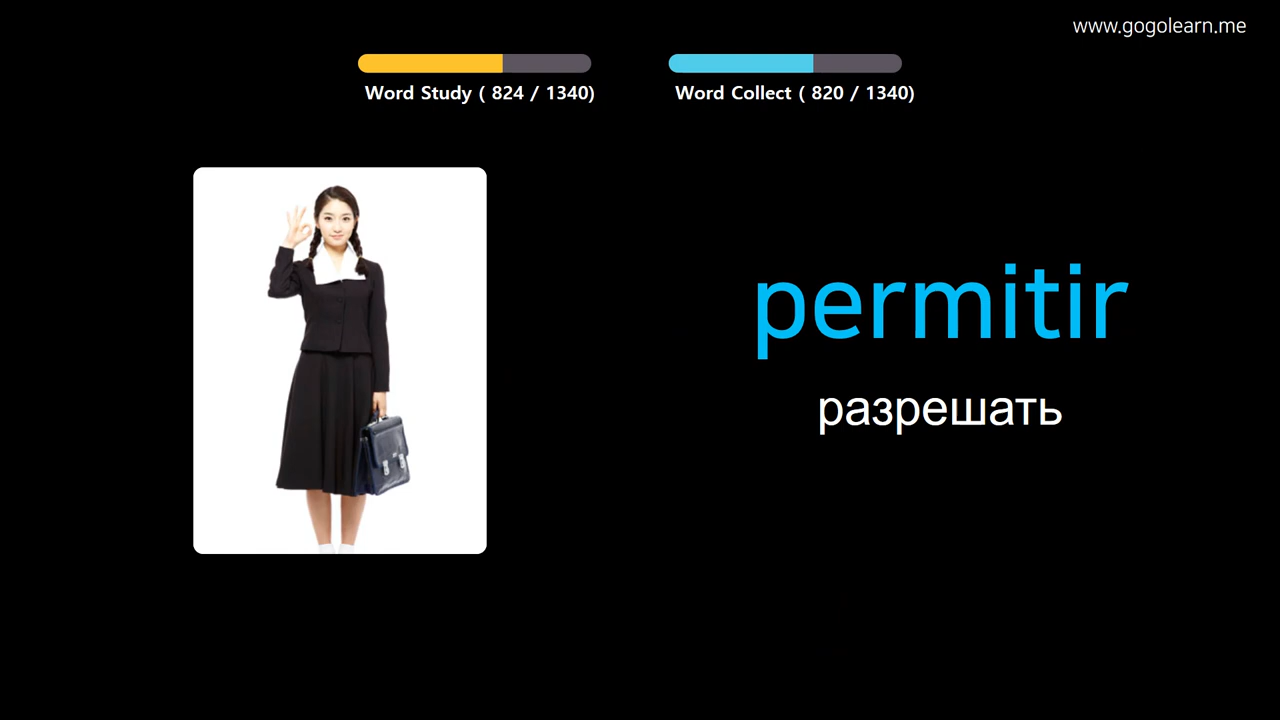 www.gogolearn.me
Word Study ( 824 / 1340)
Word Collect ( 820 / 1340)
permitir
разрешать